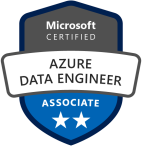 Microsoft
CERTIFIED
AZURE
DATA ENGINEER
ASSOCIATE